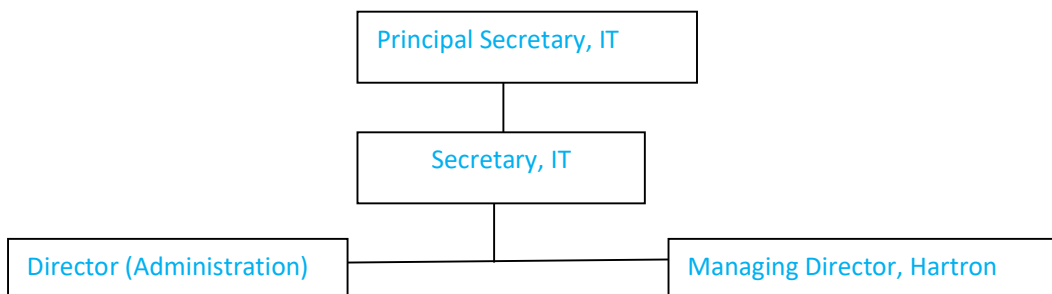 Principal Secretary, IT
Secretary, IT
Director (Administration)
Managing Director, Hartron